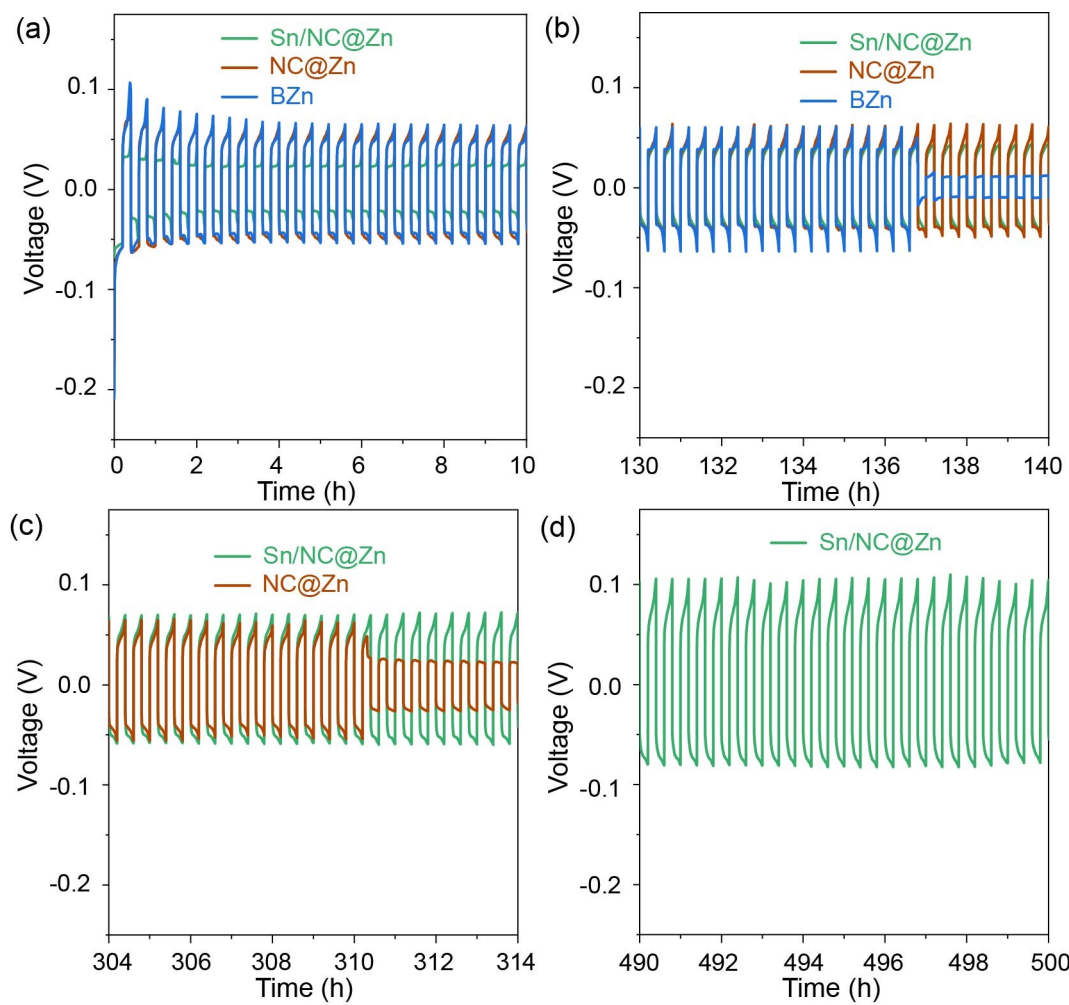 (a)
Sn/NC@Zn
NC@Zn
BZn
0.1
0.0
-0.1
-0.2
Voltage (V)
0 2 4 6 8 10
Time (h)
(b)
Sn/NC@Zn
NC@Zn
BZn
0.1
0.0
-0.1
-0.2
Voltage (V)
130 132 134 136 138 140
Time (h)
(c)
Sn/NC@Zn
NC@Zn
0.1
0.0
-0.1
-0.2
Voltage (V)
304 306 308 310 312 314
Time (h)
(d)
Sn/NC@Zn
0.1
0.0
-0.1
-0.2
Voltage (V)
490 492 494 496 498 500
Time (h)